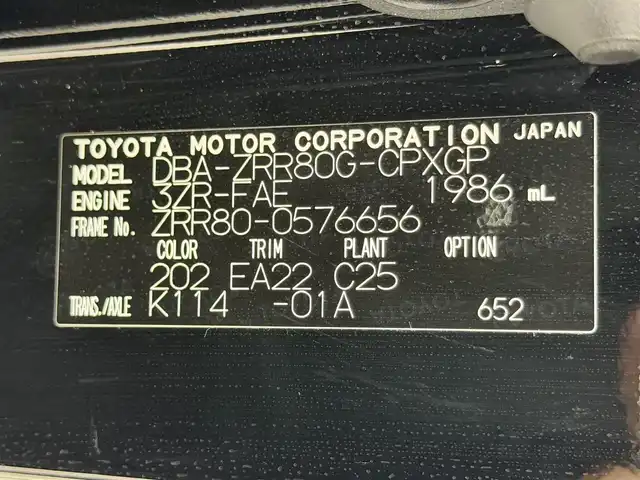 TOYOTA MOTOR CORPORATION JAPAN
MODEL DBA-ZRR80G-CPXGP
ENGINE 3ZR-FAE 1986 mL
FRAME No. ZRR80-0576656
COLOR TRIM PLANT OPTION
202 EA22 C25
TRANS./AXLE K114 -01A 652